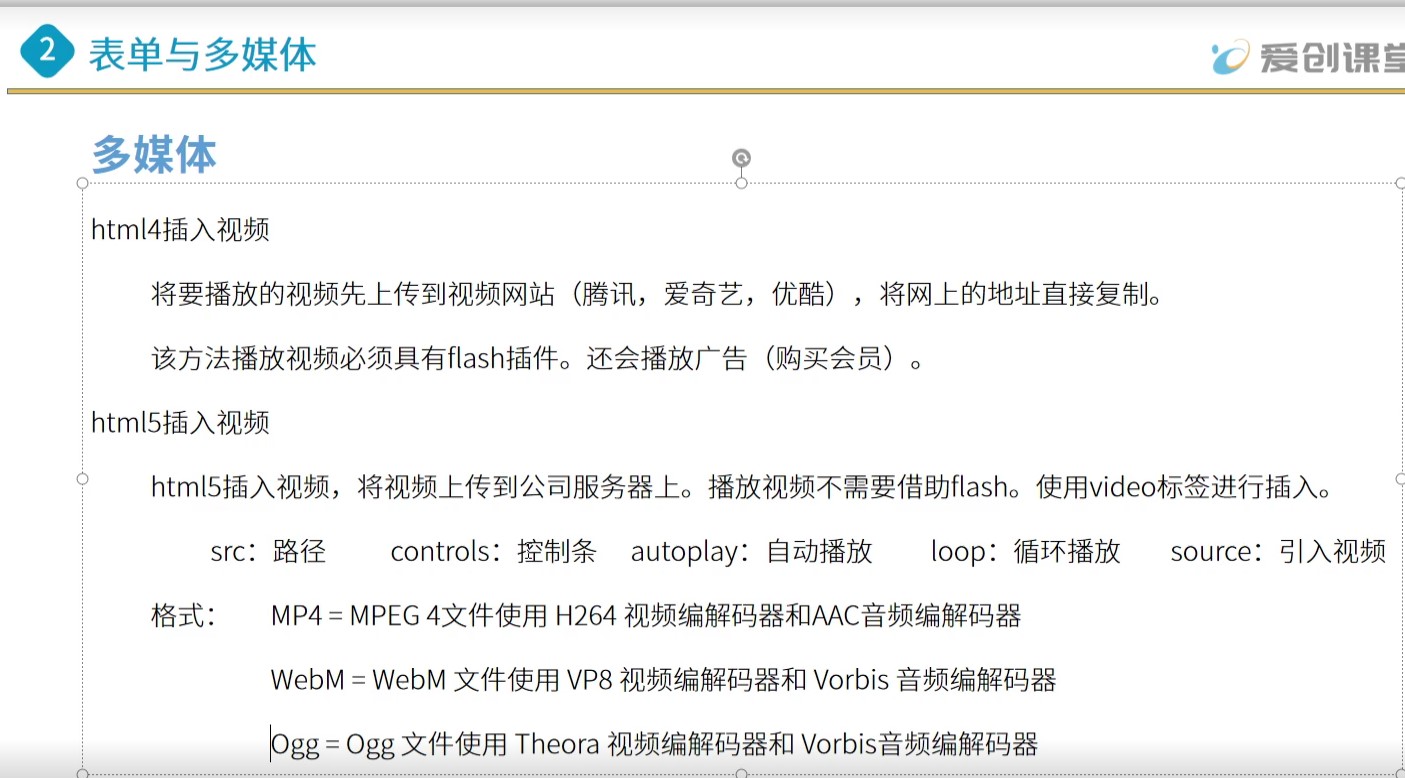 2 表单与多媒体
爱创课堂
多媒体
html4插入视频
将要播放的视频先上传到视频网站（腾讯，爱奇艺，优酷），将网上的地址直接复制。
该方法播放视频必须具有flash插件。还会播放广告（购买会员）。
html5插入视频
html5插入视频，将视频上传到公司服务器上。播放视频不需要借助flash。使用video标签进行插入。
src：路径 controls：控制条 autoplay：自动播放 loop：循环播放 source：引入视频
格式： MP4 = MPEG 4文件使用 H264 视频编解码器和AAC音频编解码器
WebM = WebM 文件使用 VP8 视频编解码器和 Vorbis 音频编解码器
Ogg = Ogg 文件使用 Theora 视频编解码器和 Vorbis音频编解码器